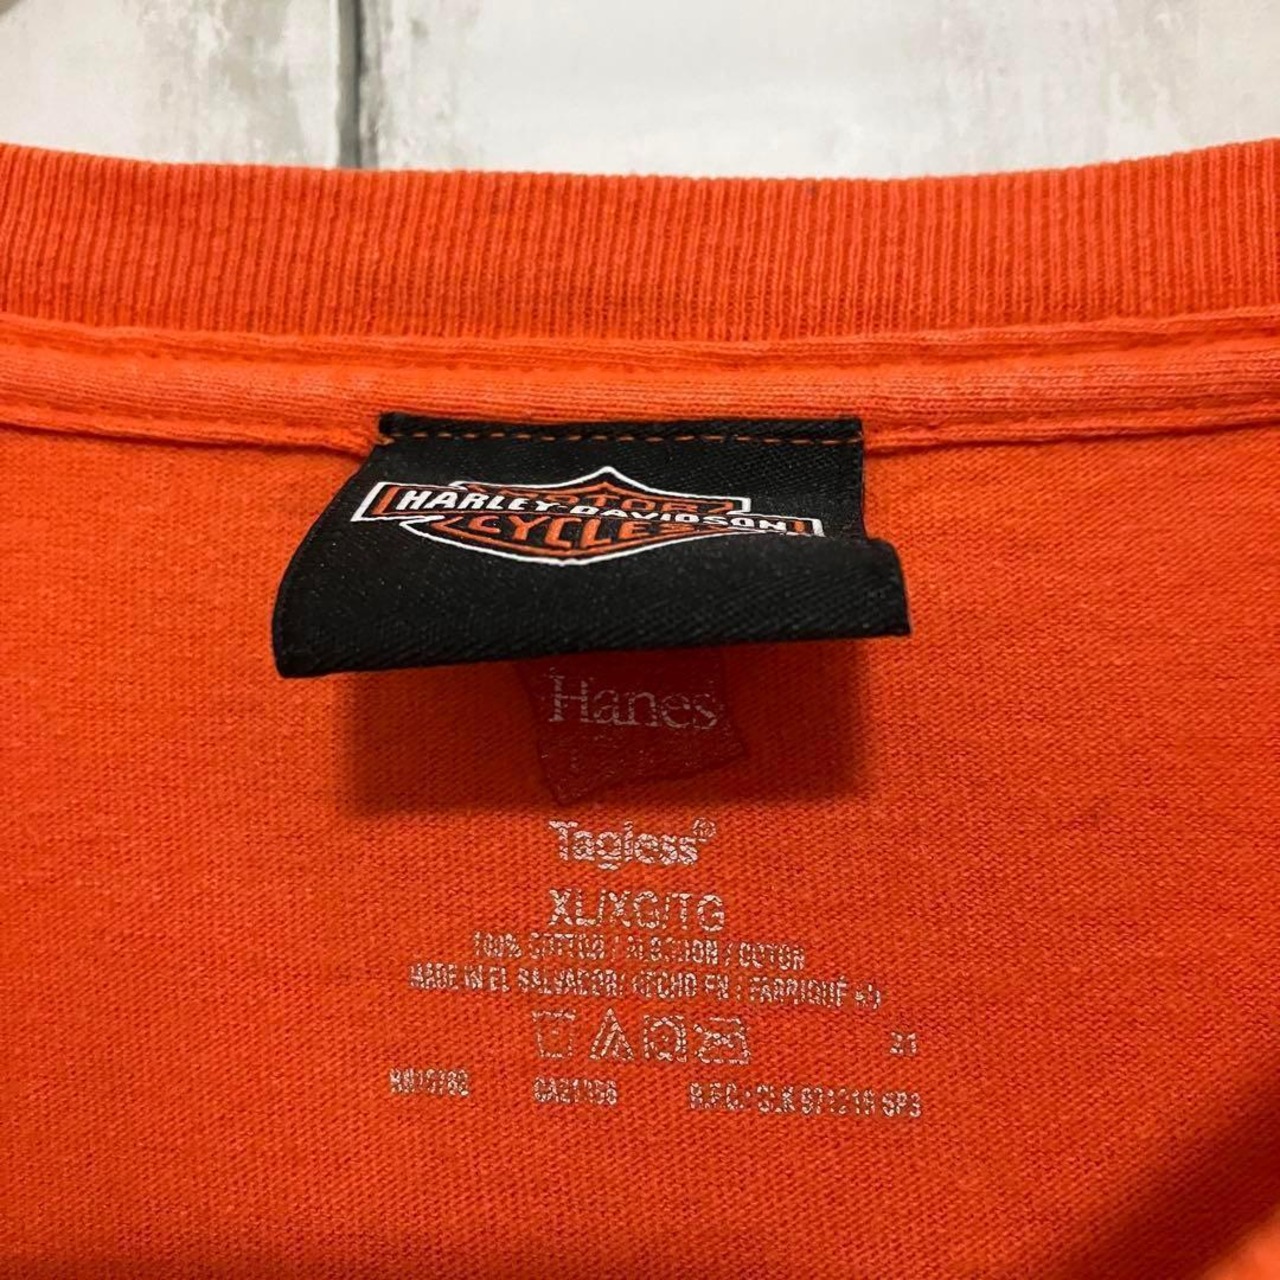 MOTOR
HARLEY-DAVIDSON
CYCLES
Hanes
Tagless®
XL/XG/TG
100% COTTON / ALGODON / COTON
MADE IN EL SALVADOR / HECHO EN / FABRIQUÉ AU
21
R.F.C.: